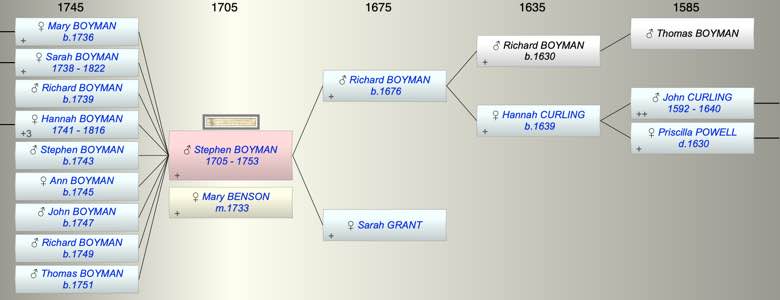 1745
1705
1675
1635
1585
♀ Mary BOYMAN
b.1736
+
♀ Sarah BOYMAN
1738 - 1822
+
♂ Richard BOYMAN
b.1739
♀ Hannah BOYMAN
1741 - 1816
+3
♂ Stephen BOYMAN
b.1743
♀ Ann BOYMAN
b.1745
♂ John BOYMAN
b.1747
♂ Richard BOYMAN
b.1749
♂ Thomas BOYMAN
b.1751
♂ Stephen BOYMAN
1705 - 1753
+
♀ Mary BENSON
m.1733
+
♂ Richard BOYMAN
b.1676
+
♀ Sarah GRANT
+
♂ Richard BOYMAN
b.1630
+
♀ Hannah CURLING
b.1639
+
♂ Thomas BOYMAN
♂ John CURLING
1592 - 1640
++
♀ Priscilla POWELL
d.1630
+